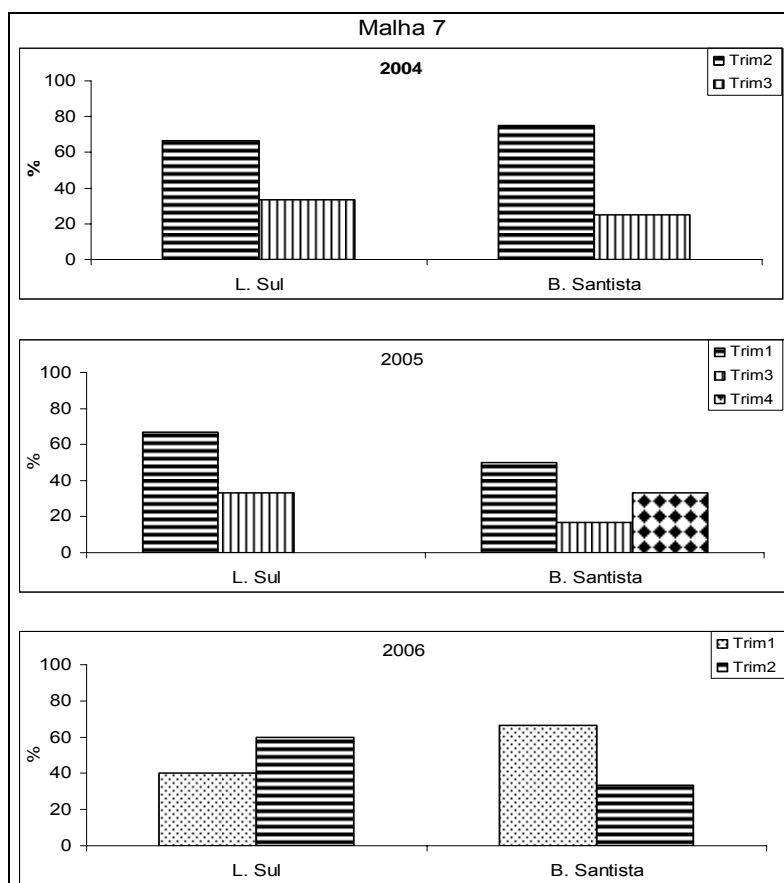 Malha 7
2004
Trim2
Trim3
100
80
60
40
20
0
%
L. Sul
B. Santista
2005
Trim1
Trim3
Trim4
100
80
60
40
20
0
%
L. Sul
B. Santista
2006
Trim1
Trim2
100
80
60
40
20
0
%
L. Sul
B. Santista